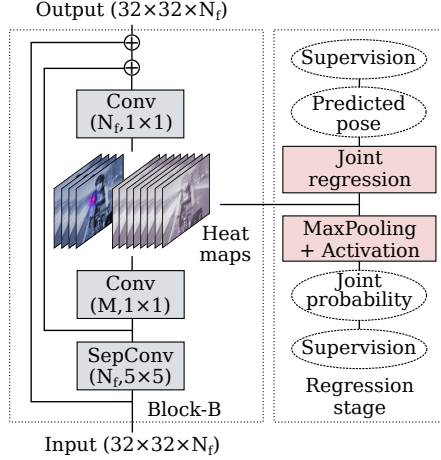 Output (32×32×N_f)
Conv
(N_f,1×1)
Heat
maps
Conv
(M,1×1)
SepConv
(N_f,5×5)
Block-B
Input (32×32×N_f)
Supervision
Predicted
pose
Joint
regression
MaxPooling
+ Activation
Joint
probability
Supervision
Regression
stage